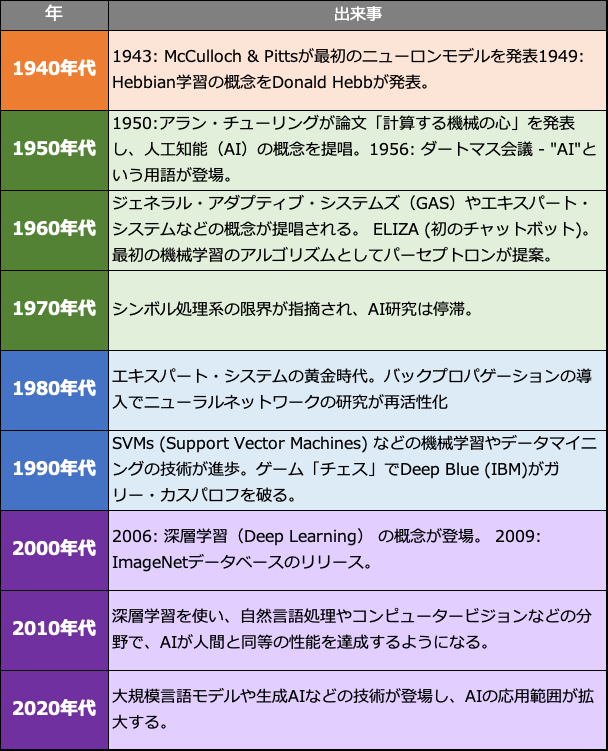 年
出来事
1940年代
1943: McCulloch & Pittsが最初のニューロンモデルを発表1949:
Hebbian学習の概念をDonald Hebbが発表。
1950年代
1950:アラン・チューリングが論文「計算する機械の心」を発表
し、人工知能（AI）の概念を提唱。1956: ダートマス会議 - "AI"と
いう用語が登場。
1960年代
ジェネラル・アダプティブ・システムズ（GAS）やエキスパート・
システムなどの概念が提唱される。 ELIZA (初のチャットボット)。
最初の機械学習のアルゴリズムとしてパーセプトロンが提案。
1970年代
シンボル処理系の限界が指摘され、AI研究は停滞。
1980年代
エキスパート・システムの黄金時代。バックプロパゲーションの導
入でニューラルネットワークの研究が再活性化
1990年代
SVMs (Support Vector Machines) などの機械学習やデータマイニ
ングの技術が進歩。ゲーム「チェス」でDeep Blue (IBM)がガ
リー・カスパロフを破る。
2000年代
2006: 深層学習（Deep Learning） の概念が登場。 2009:
ImageNetデータベースのリリース。
2010年代
深層学習を使い、自然言語処理やコンピュータービジョンなどの分
野で、AIが人間と同等の性能を達成するようになる。
2020年代
大規模言語モデルや生成AIなどの技術が登場し、AIの応用範囲が拡
大する。